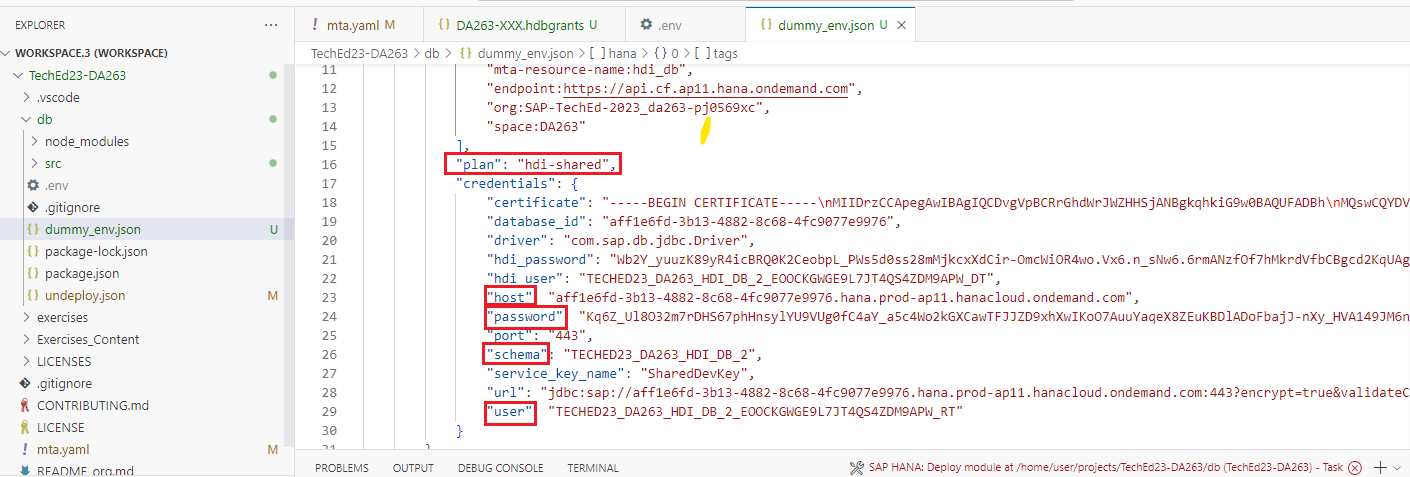 EXPLORER ···
WORKSPACE.3 (WORKSPACE)
TechEd23-DA263
.vscode
db
node_modules
src
.env
.gitignore
dummy_env.json U
package-lock.json
package.json
undeploy.json M
exercises
Exercises_Content
LICENSES
.gitignore
CONTRIBUTING.md
LICENSE
mta.yaml M
README_org.md
! mta.yaml M {} DA263-XXX.hdbgrants U .env {} dummy_env.json U ×
TechEd23-DA263 > db > {} dummy_env.json > [ ] hana > {} 0 > [ ] tags
11 "mta-resource-name:hdi_db",
12 "endpoint:https://api.cf.ap11.hana.ondemand.com",
13 "org:SAP-TechEd-2023_da263-pj0569xc",
14 "space:DA263"
15 ],
16 "plan": "hdi-shared",
17 "credentials": {
18 "certificate": "-----BEGIN CERTIFICATE-----\nMIIDrzCCApegAwIBAgIQCDvgVpBCRrGhdWrJWZHHSjANBgkqhkiG9w0BAQUFADBh\nMQswCQYDV
19 "database_id": "aff1e6fd-3b13-4882-8c68-4fc9077e9976",
20 "driver": "com.sap.db.jdbc.Driver",
21 "hdi_password": "Wb2Y_yuuzK89yR4icBRQ0K2CeobpL_PWs5d0ss28mMjkcxXdCir-OmcWiOR4wo.Vx6.n_sNw6.6rmANzfOf7hMkrdVfbCBgcd2KqUAg
22 "hdi_user": "TECHED23_DA263_HDI_DB_2_EOOCKGWGE9L7JT4QS4ZDM9APW_DT"
23 "host" "aff1e6fd-3b13-4882-8c68-4fc9077e9976.hana.prod-ap11.hanacloud.ondemand.com",
24 "password" "Kq6Z_Ul8O32m7rDHS67phHnsylYU9VUg0fC4aY_a5c4Wo2kGXCawTFJJZD9xhXwIKoO7AuuYaqeX8ZEuKBDlADoFbajJ-nXy_HVA149JM6n
25 "port": "443",
26 "schema": "TECHED23_DA263_HDI_DB_2",
27 "service_key_name": "SharedDevKey",
28 "url": "jdbc:sap://aff1e6fd-3b13-4882-8c68-4fc9077e9976.hana.prod-ap11.hanacloud.ondemand.com:443?encrypt=true&validateC
29 "user" "TECHED23_DA263_HDI_DB_2_EOOCKGWGE9L7JT4QS4ZDM9APW_RT"
30 }
31 }
PROBLEMS OUTPUT DEBUG CONSOLE TERMINAL SAP HANA: Deploy module at /home/user/projects/TechEd23-DA263/db (TechEd23-DA263) - Task